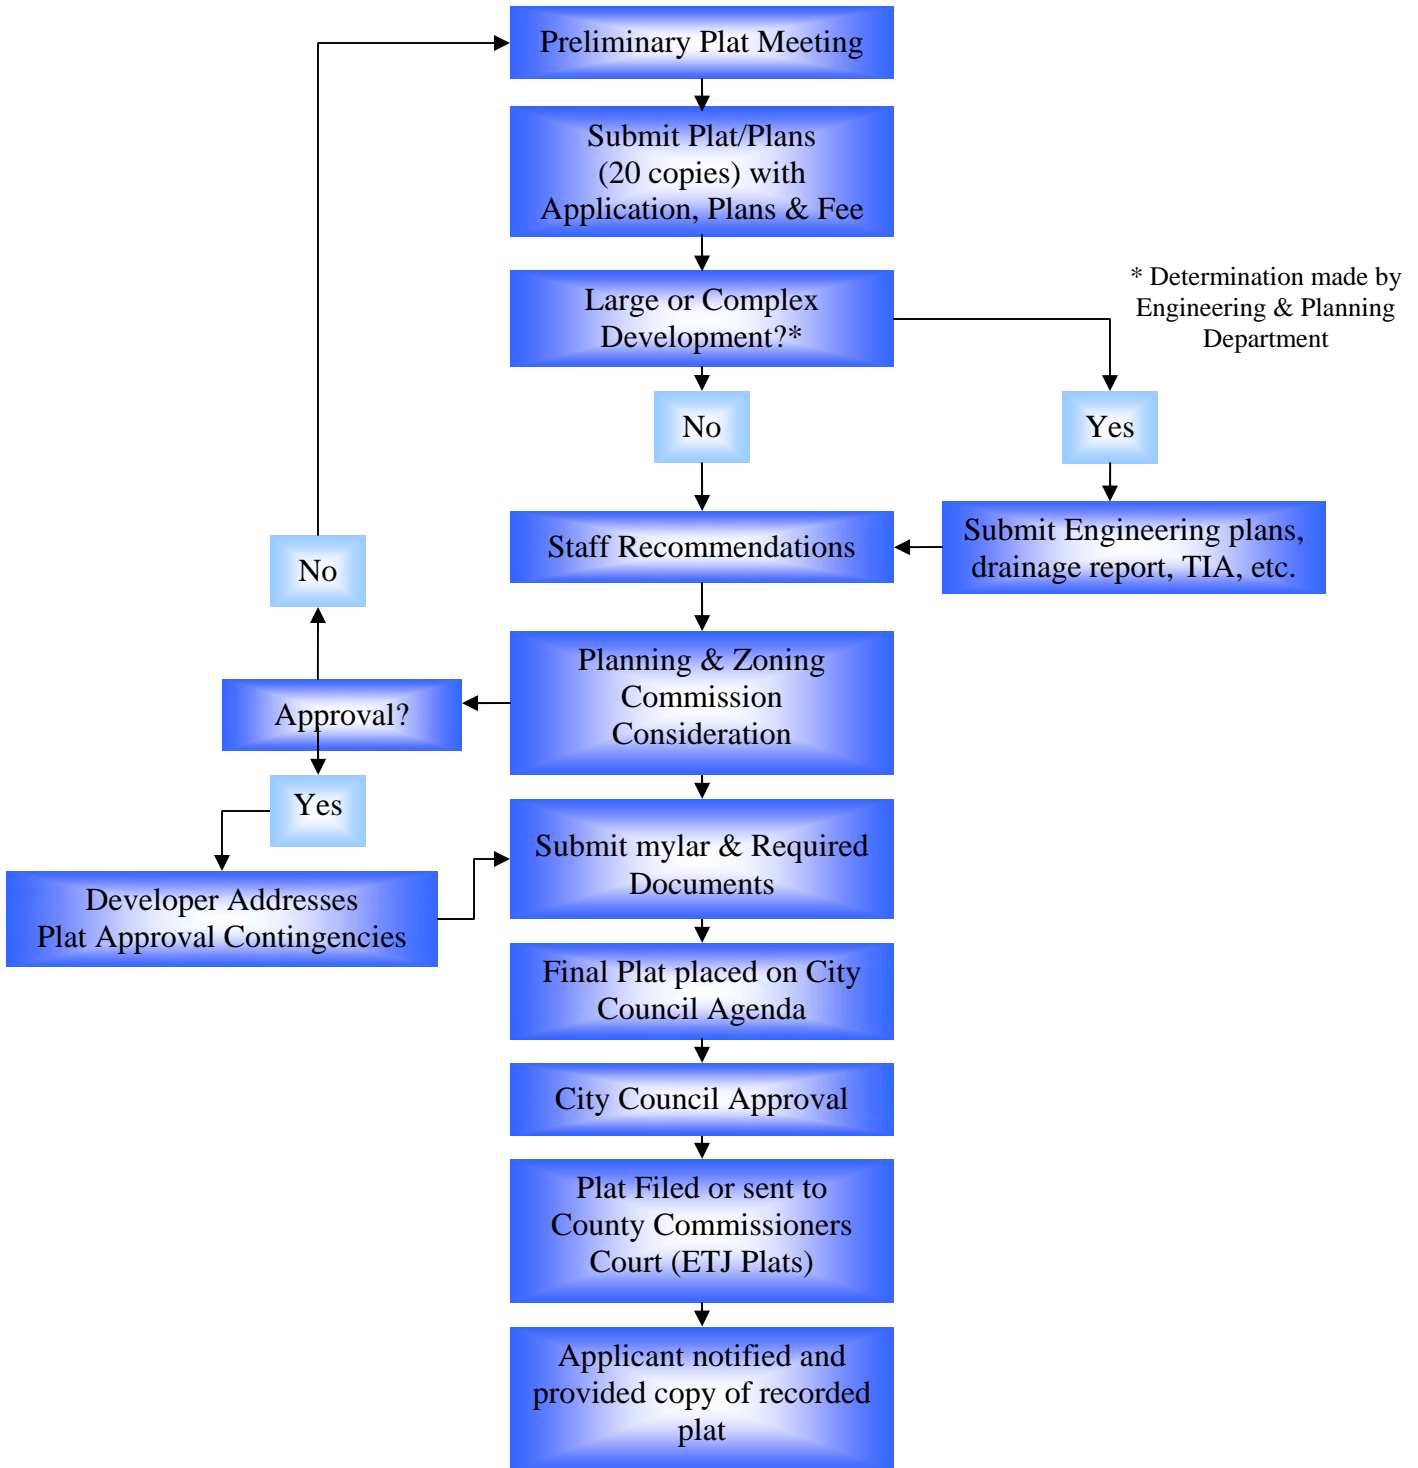 Preliminary Plat Meeting
Submit Plat/Plans
(20 copies) with
Application, Plans & Fee
Large or Complex
Development?*
* Determination made by
Engineering & Planning
Department
No
Yes
Staff Recommendations
Submit Engineering plans,
drainage report, TIA, etc.
No
Planning & Zoning
Commission
Consideration
Approval?
Yes
Submit mylar & Required
Documents
Developer Addresses
Plat Approval Contingencies
Final Plat placed on City
Council Agenda
City Council Approval
Plat Filed or sent to
County Commissioners
Court (ETJ Plats)
Applicant notified and
provided copy of recorded
plat